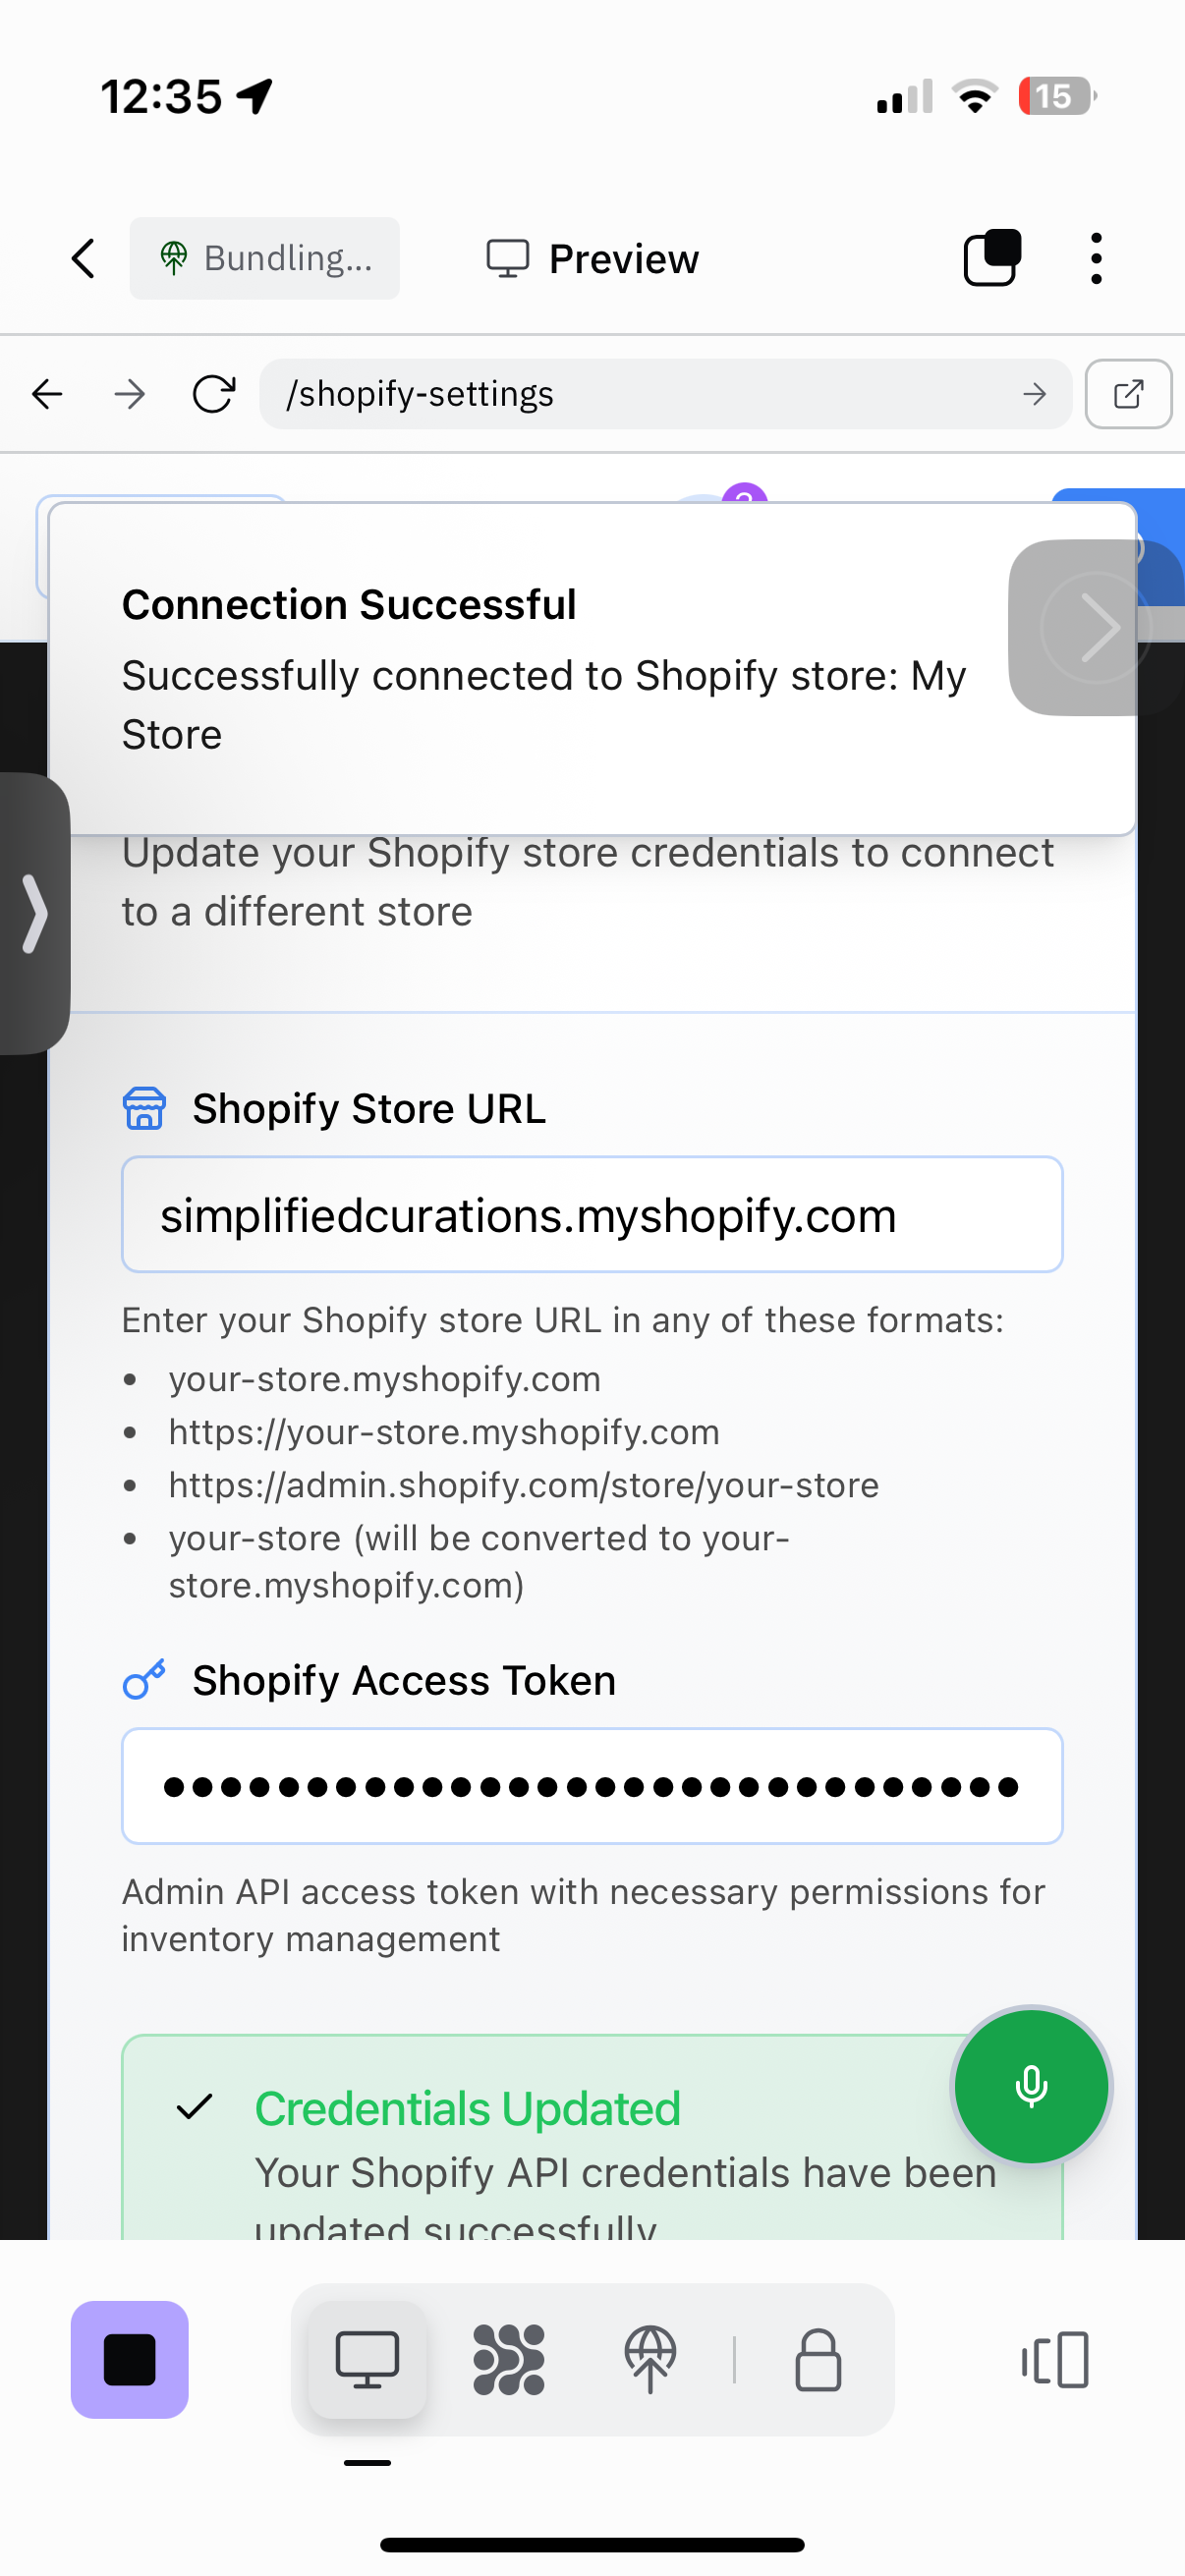 12:35
15
Bundling...
Preview
/shopify-settings
Connection Successful
Successfully connected to Shopify store: My
Store
Update your Shopify store credentials to connect
to a different store
Shopify Store URL
simplifiedcurations.myshopify.com
Enter your Shopify store URL in any of these formats:
your-store.myshopify.com
https://your-store.myshopify.com
https://admin.shopify.com/store/your-store
your-store (will be converted to your-
store.myshopify.com)
Shopify Access Token
Admin API access token with necessary permissions for
inventory management
Credentials Updated
Your Shopify API credentials have been
updated successfully